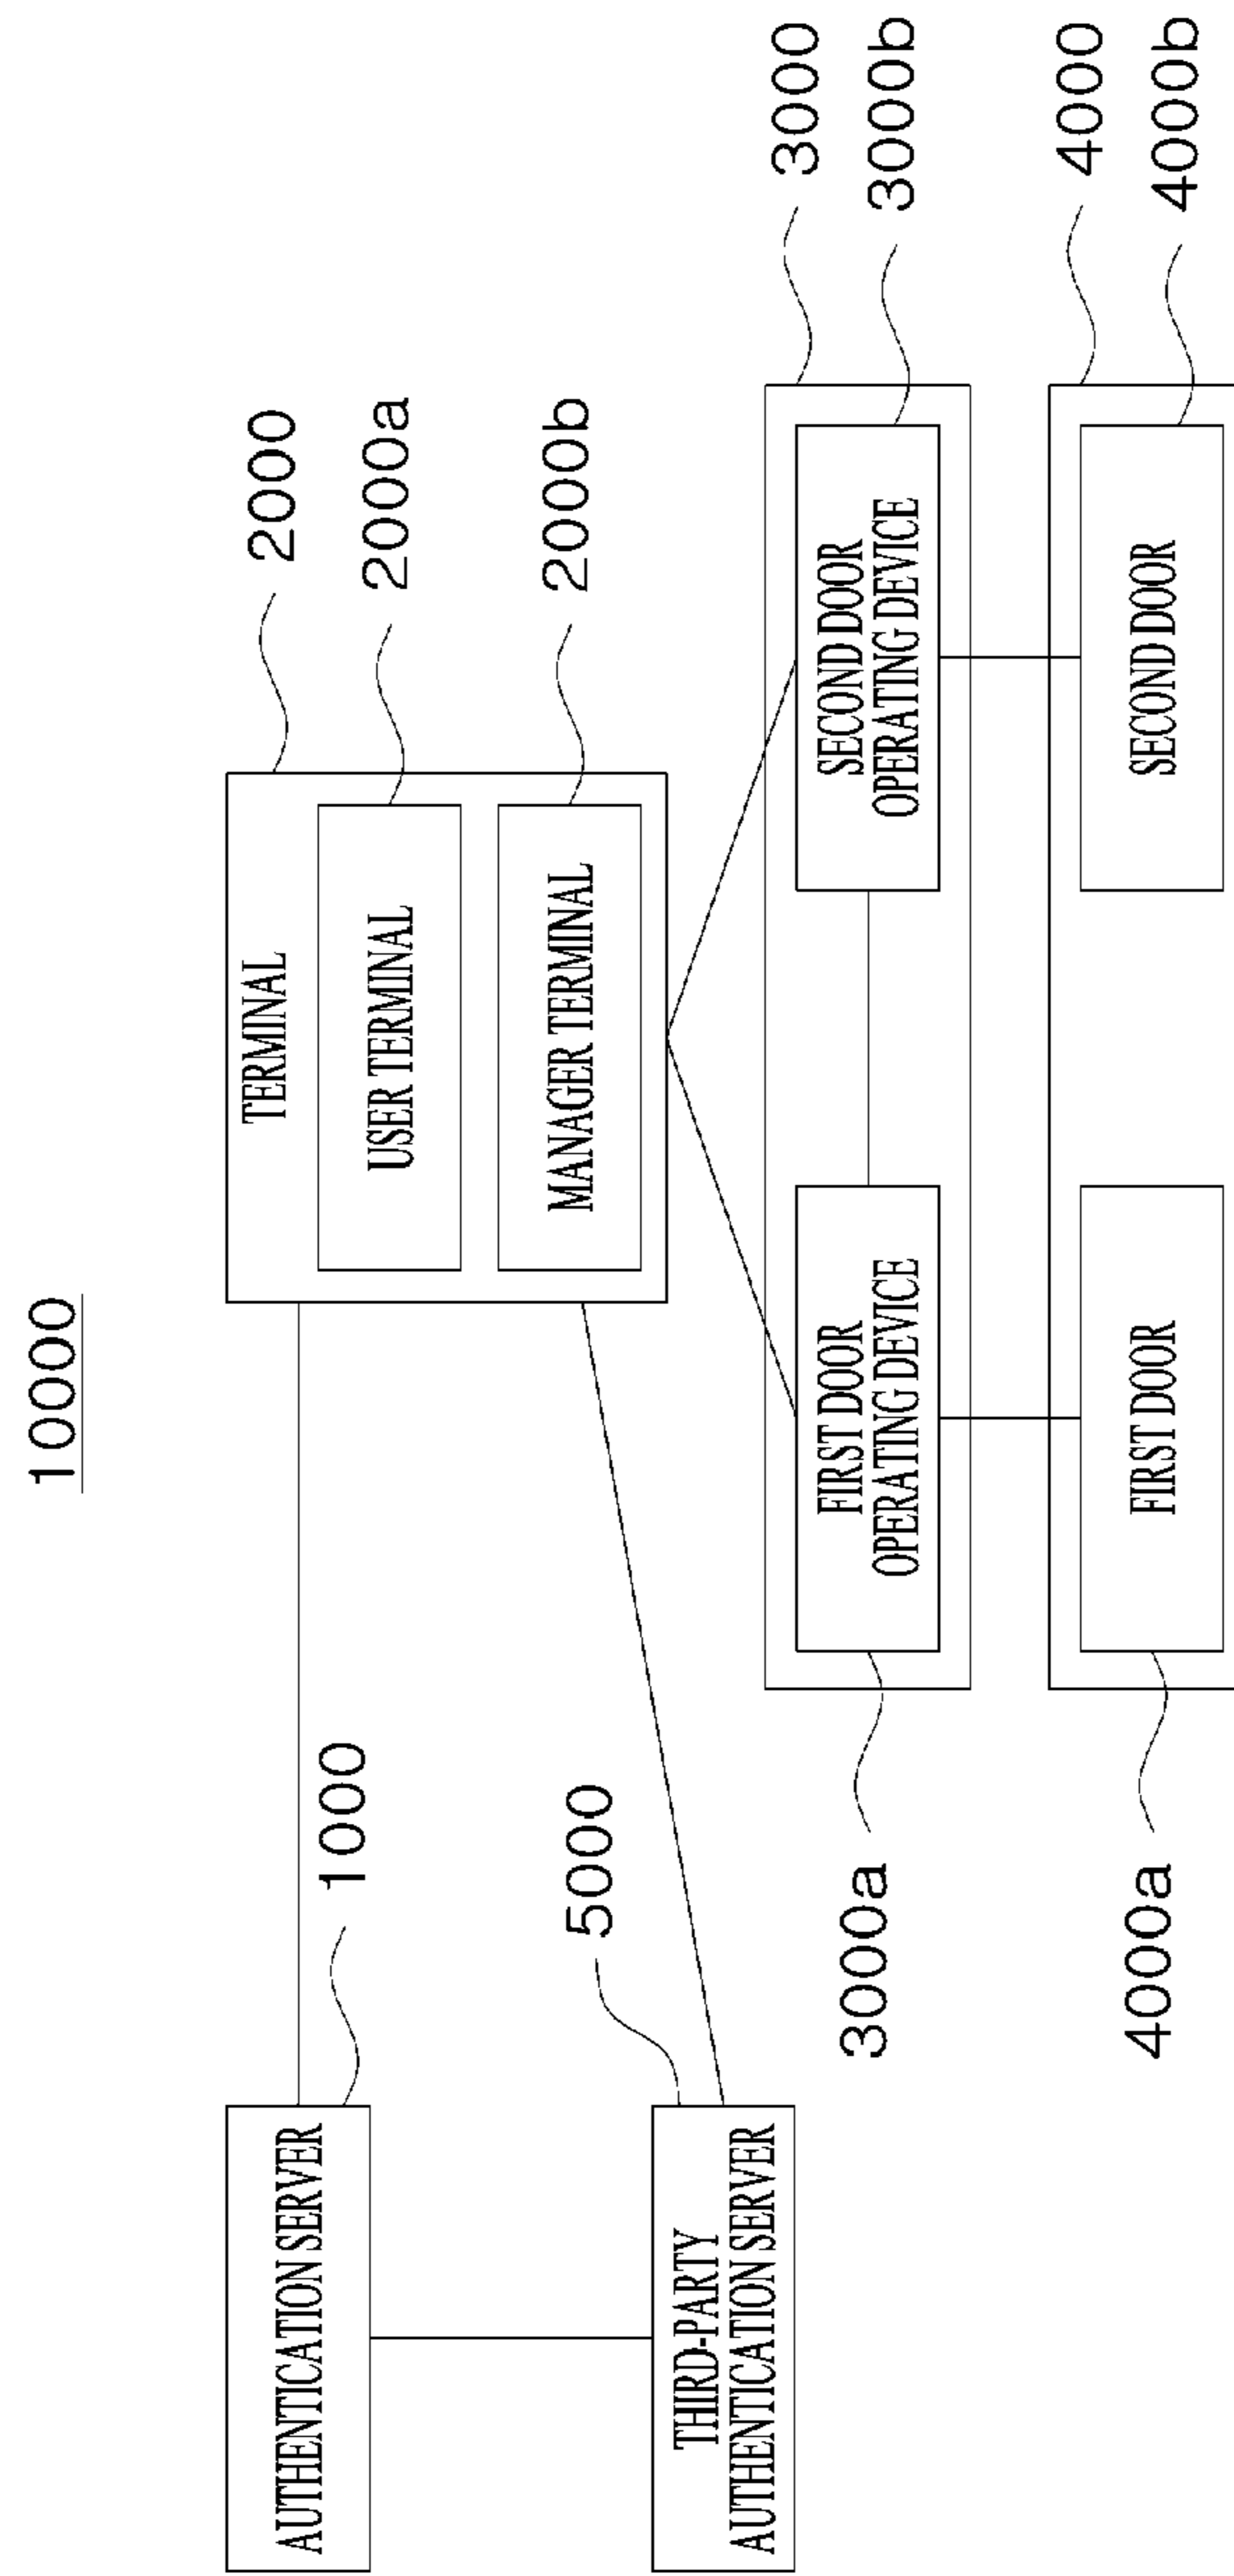 10000
AUTHENTICATION SERVER
1000
TERMINAL
2000
USER TERMINAL
2000a
MANAGER TERMINAL
2000b
THIRD-PARTY
AUTHENTICATION SERVER
5000
3000
FIRST DOOR
OPERATING DEVICE
3000a
SECOND DOOR
OPERATING DEVICE
3000b
4000
FIRST DOOR
4000a
SECOND DOOR
4000b